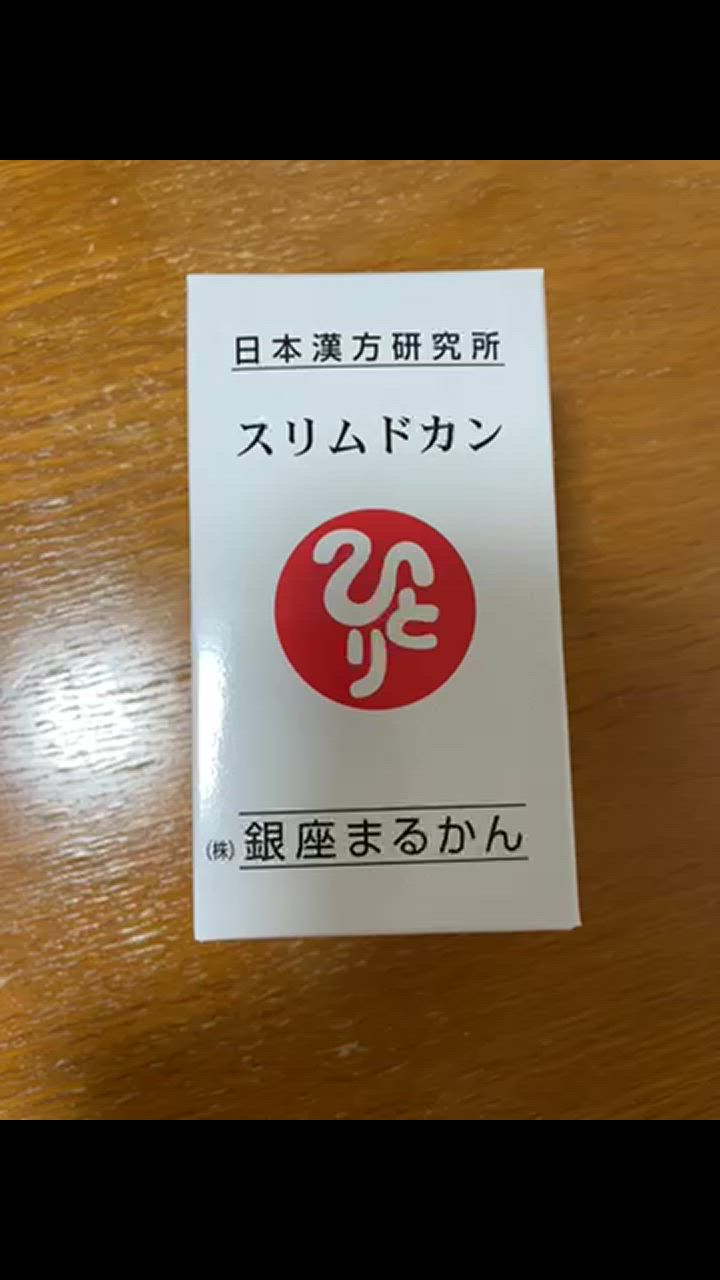 日本漢方研究所
スリムドカン
ひとり
(株)銀座まるかん